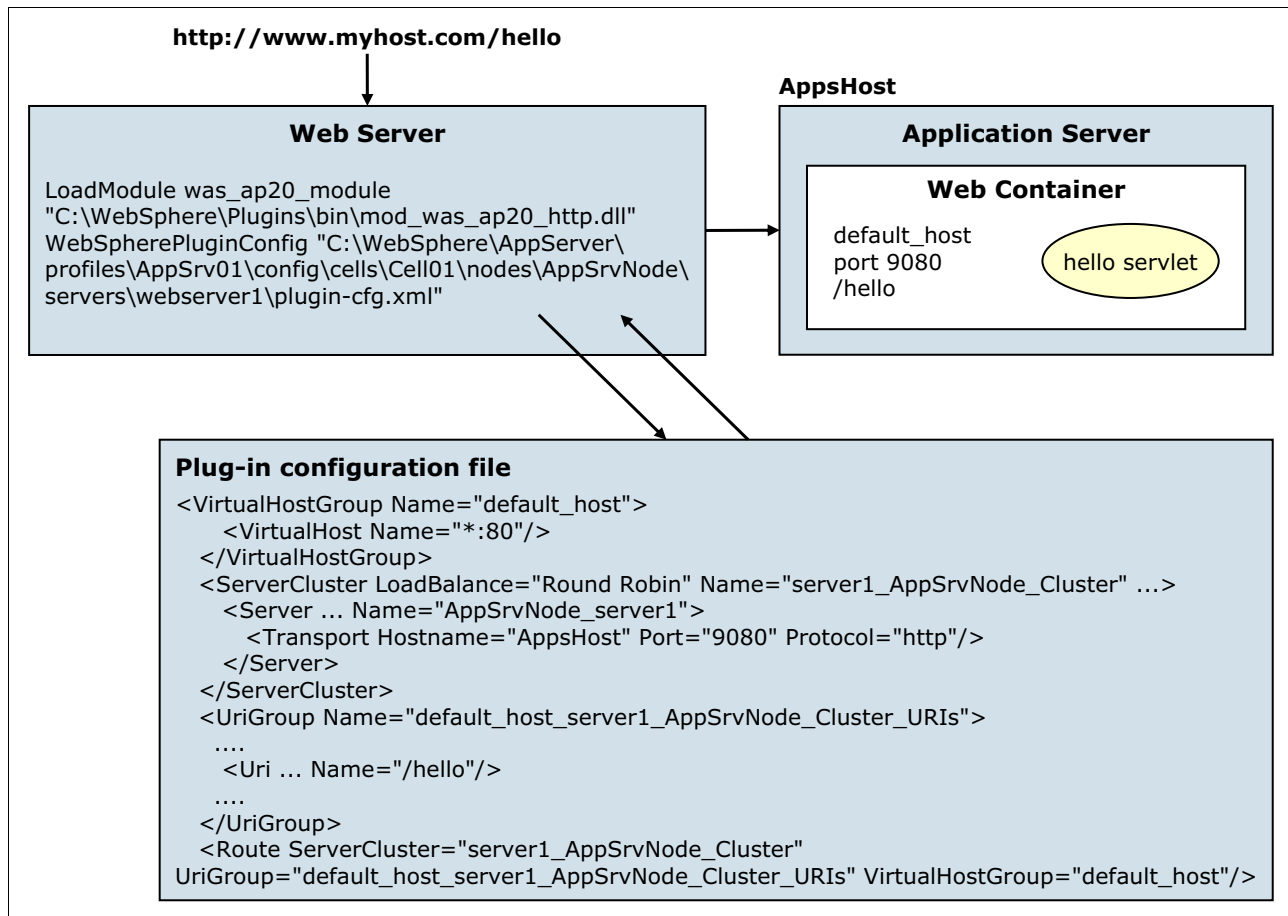 http://www.myhost.com/hello
Web Server
LoadModule was_ap20_module
"C:\WebSphere\Plugins\bin\mod_was_ap20_http.dll"
WebSpherePluginConfig "C:\WebSphere\AppServer\
profiles\AppSrv01\config\cells\Cell01\nodes\AppSrvNode\
servers\webserver1\plugin-cfg.xml"
AppsHost
Application Server
Web Container
default_host
port 9080
/hello
hello servlet
Plug-in configuration file
<VirtualHostGroup Name="default_host">
<VirtualHost Name="*:80"/>
</VirtualHostGroup>
<ServerCluster LoadBalance="Round Robin" Name="server1_AppSrvNode_Cluster" ...>
<Server ... Name="AppSrvNode_server1">
<Transport Hostname="AppsHost" Port="9080" Protocol="http"/>
</Server>
</ServerCluster>
<UriGroup Name="default_host_server1_AppSrvNode_Cluster_URIs">
....
<Uri ... Name="/hello"/>
....
</UriGroup>
<Route ServerCluster="server1_AppSrvNode_Cluster"
UriGroup="default_host_server1_AppSrvNode_Cluster_URIs" VirtualHostGroup="default_host"/>